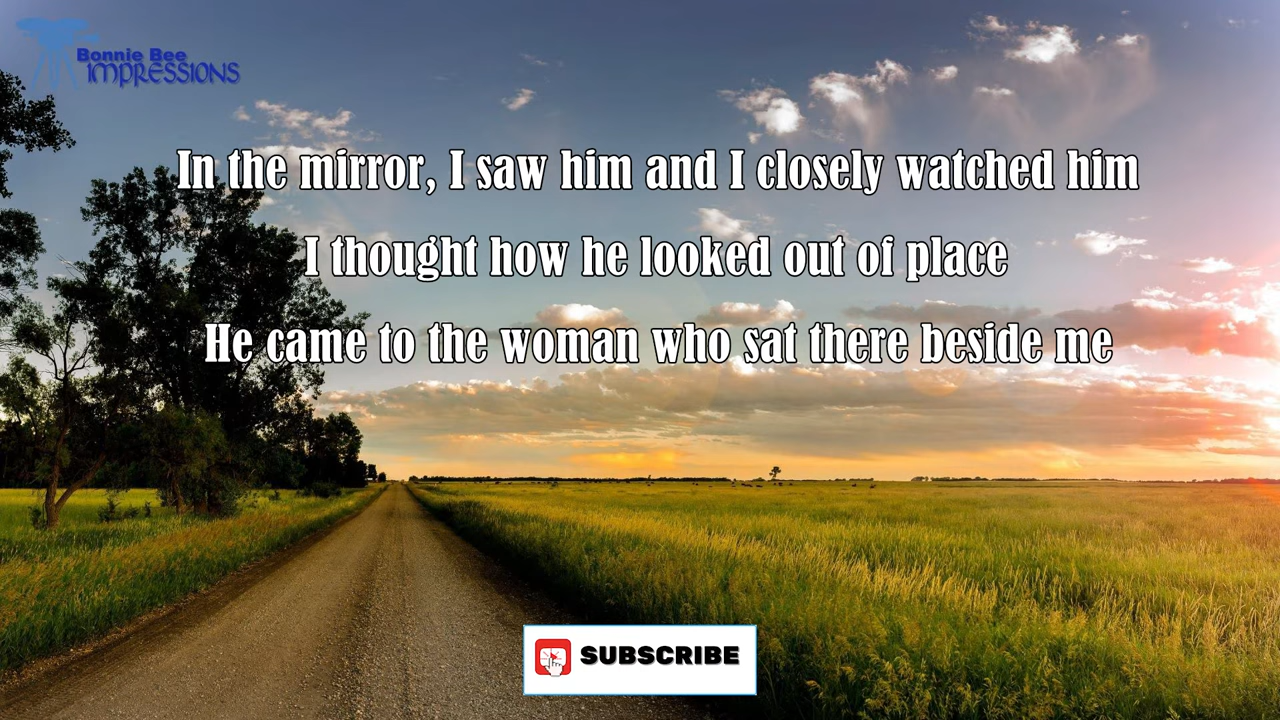 Bonnie Bee
IMPRESSIONS
In the mirror, I saw him and I closely watched him
I thought how he looked out of place
He came to the woman who sat there beside me
SUBSCRIBE